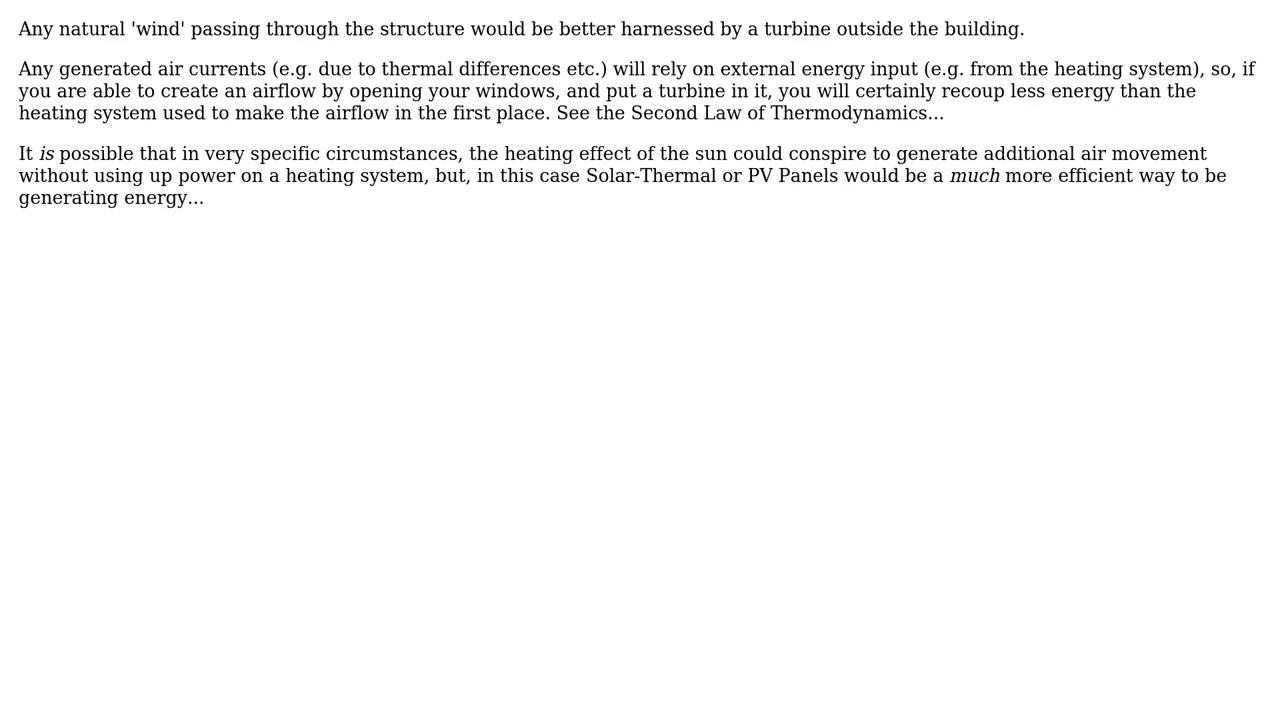 Any natural 'wind' passing through the structure would be better harnessed by a turbine outside the building.
Any generated air currents (e.g. due to thermal differences etc.) will rely on external energy input (e.g. from the heating system), so, if
you are able to create an airflow by opening your windows, and put a turbine in it, you will certainly recoup less energy than the
heating system used to make the airflow in the first place. See the Second Law of Thermodynamics...
It is possible that in very specific circumstances, the heating effect of the sun could conspire to generate additional air movement
without using up power on a heating system, but, in this case Solar-Thermal or PV Panels would be a much more efficient way to be
generating energy...